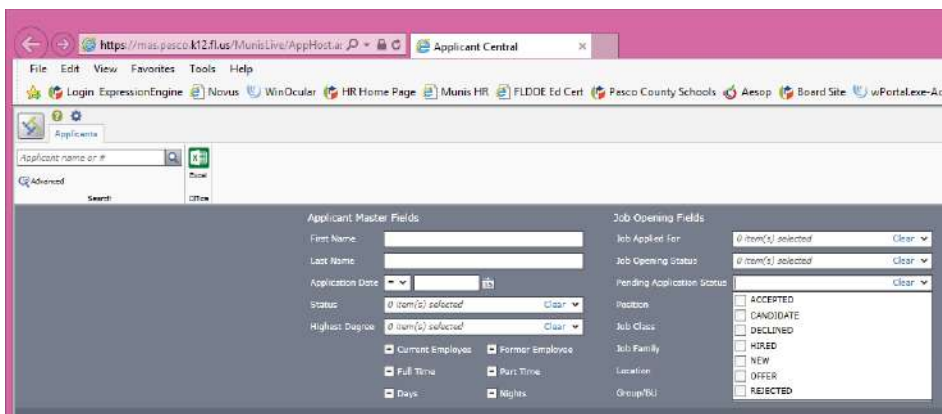 https://mas.pasco.k12.fl.us/MunisLive/AppHost.a
Applicant Central
File Edit View Favorites Tools Help
Login ExpressionEngine Novus WinOcular HR Home Page Munis HR FLDOE Ed Cert Pasco County Schools Aesop Board Site wPortal.exe-Ac
Applicants
Applicant name or #
Excel
Advanced
Search Office
Applicant Master Fields Job Opening Fields
First Name Job Applied For 0 item(s) selected Clear
Last Name Job Opening Status 0 item(s) selected Clear
Application Date = Pending Application Status Clear
Status 0 item(s) selected Clear Position ACCEPTED
CANDIDATE
Highest Degree 0 item(s) selected Clear Job Class DECLINED
Current Employee Former Employee Job Family HIRED
NEW
Full Time Part Time Location OFFER
Days Nights Group/BU REJECTED